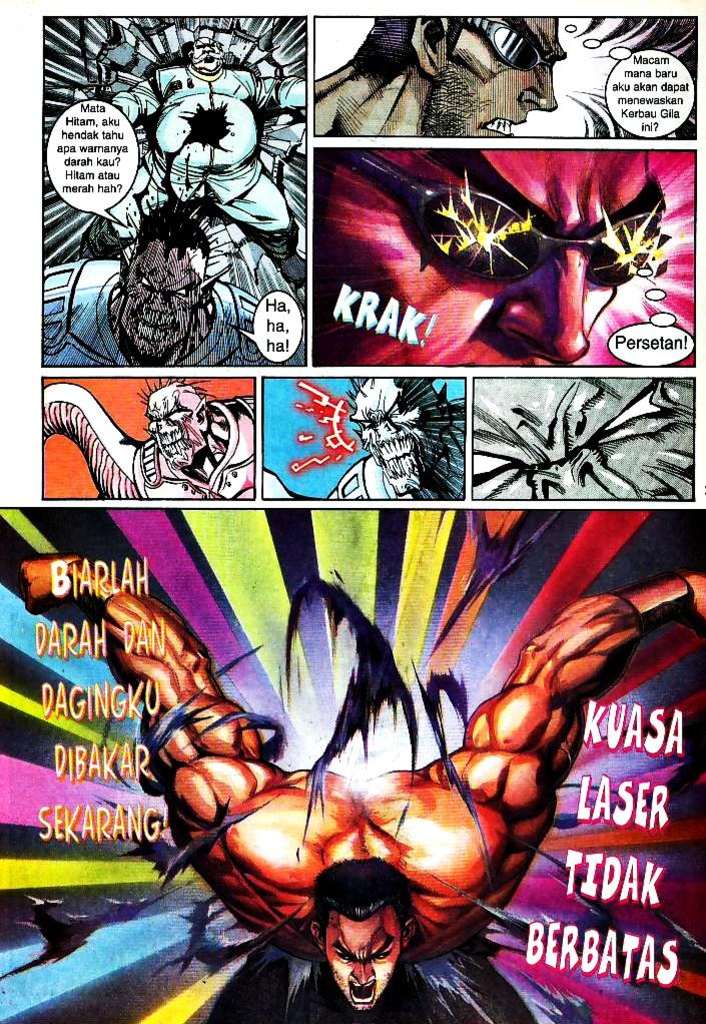 Mata
Hitam, aku
hendak tahu
apa warnanya
darah kau?
Hitam atau
merah hah?
Ha,
ha,
ha!
Macam
mana baru
aku akan dapat
menewaskan
Kerbau Gila
ini?
KRAK!
Persetan!
BIARLAH
DARAH DAN
DAGINGKU
DIBAKAR
SEKARANG!
KUASA
LASER
TIDAK
BERBATAS